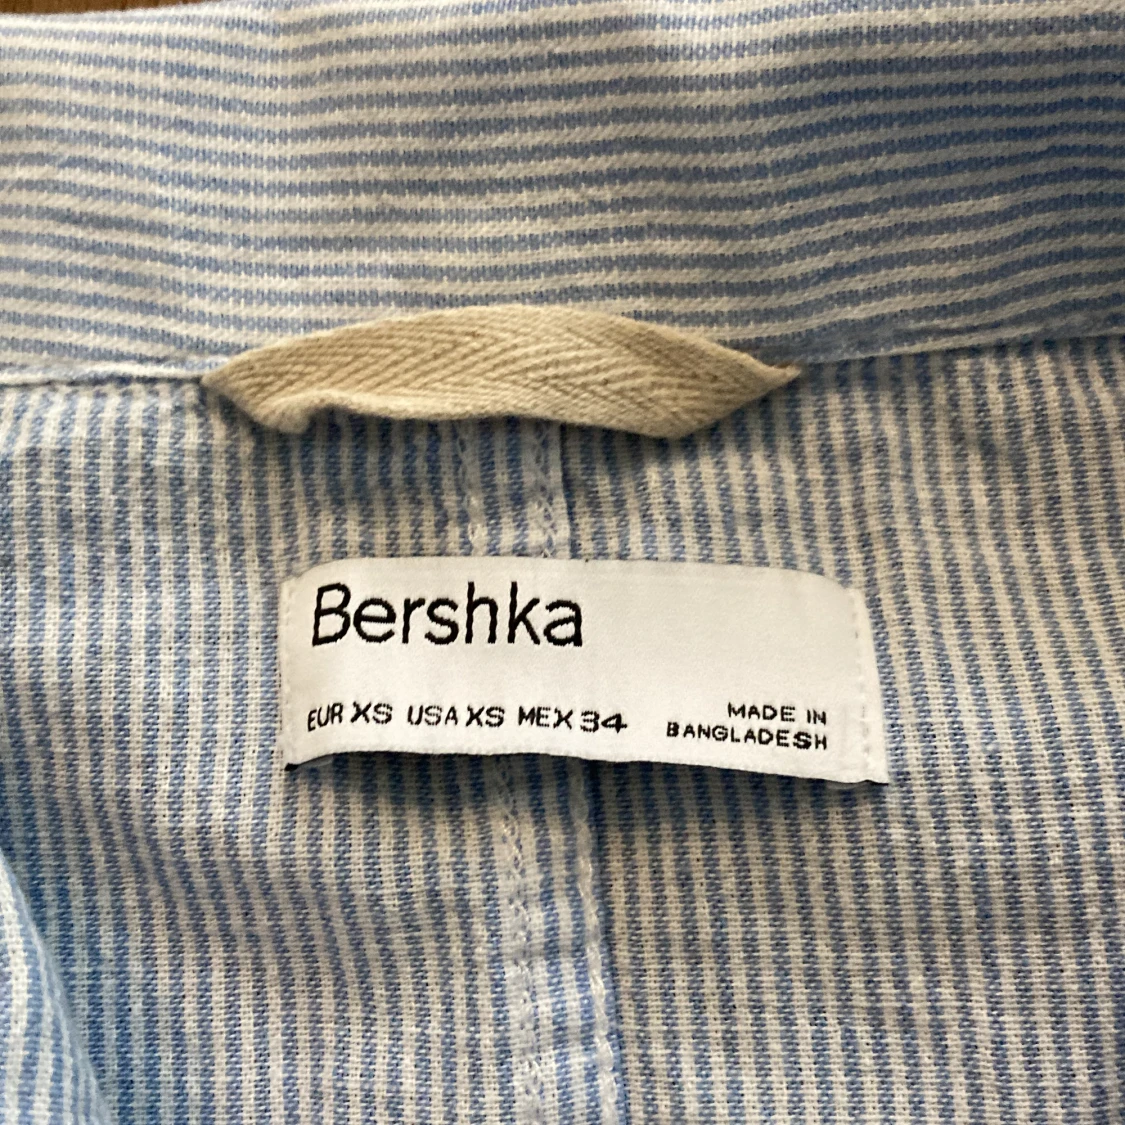 Bershka
EUR XS USA XS MEX 34
MADE IN
BANGLADESH